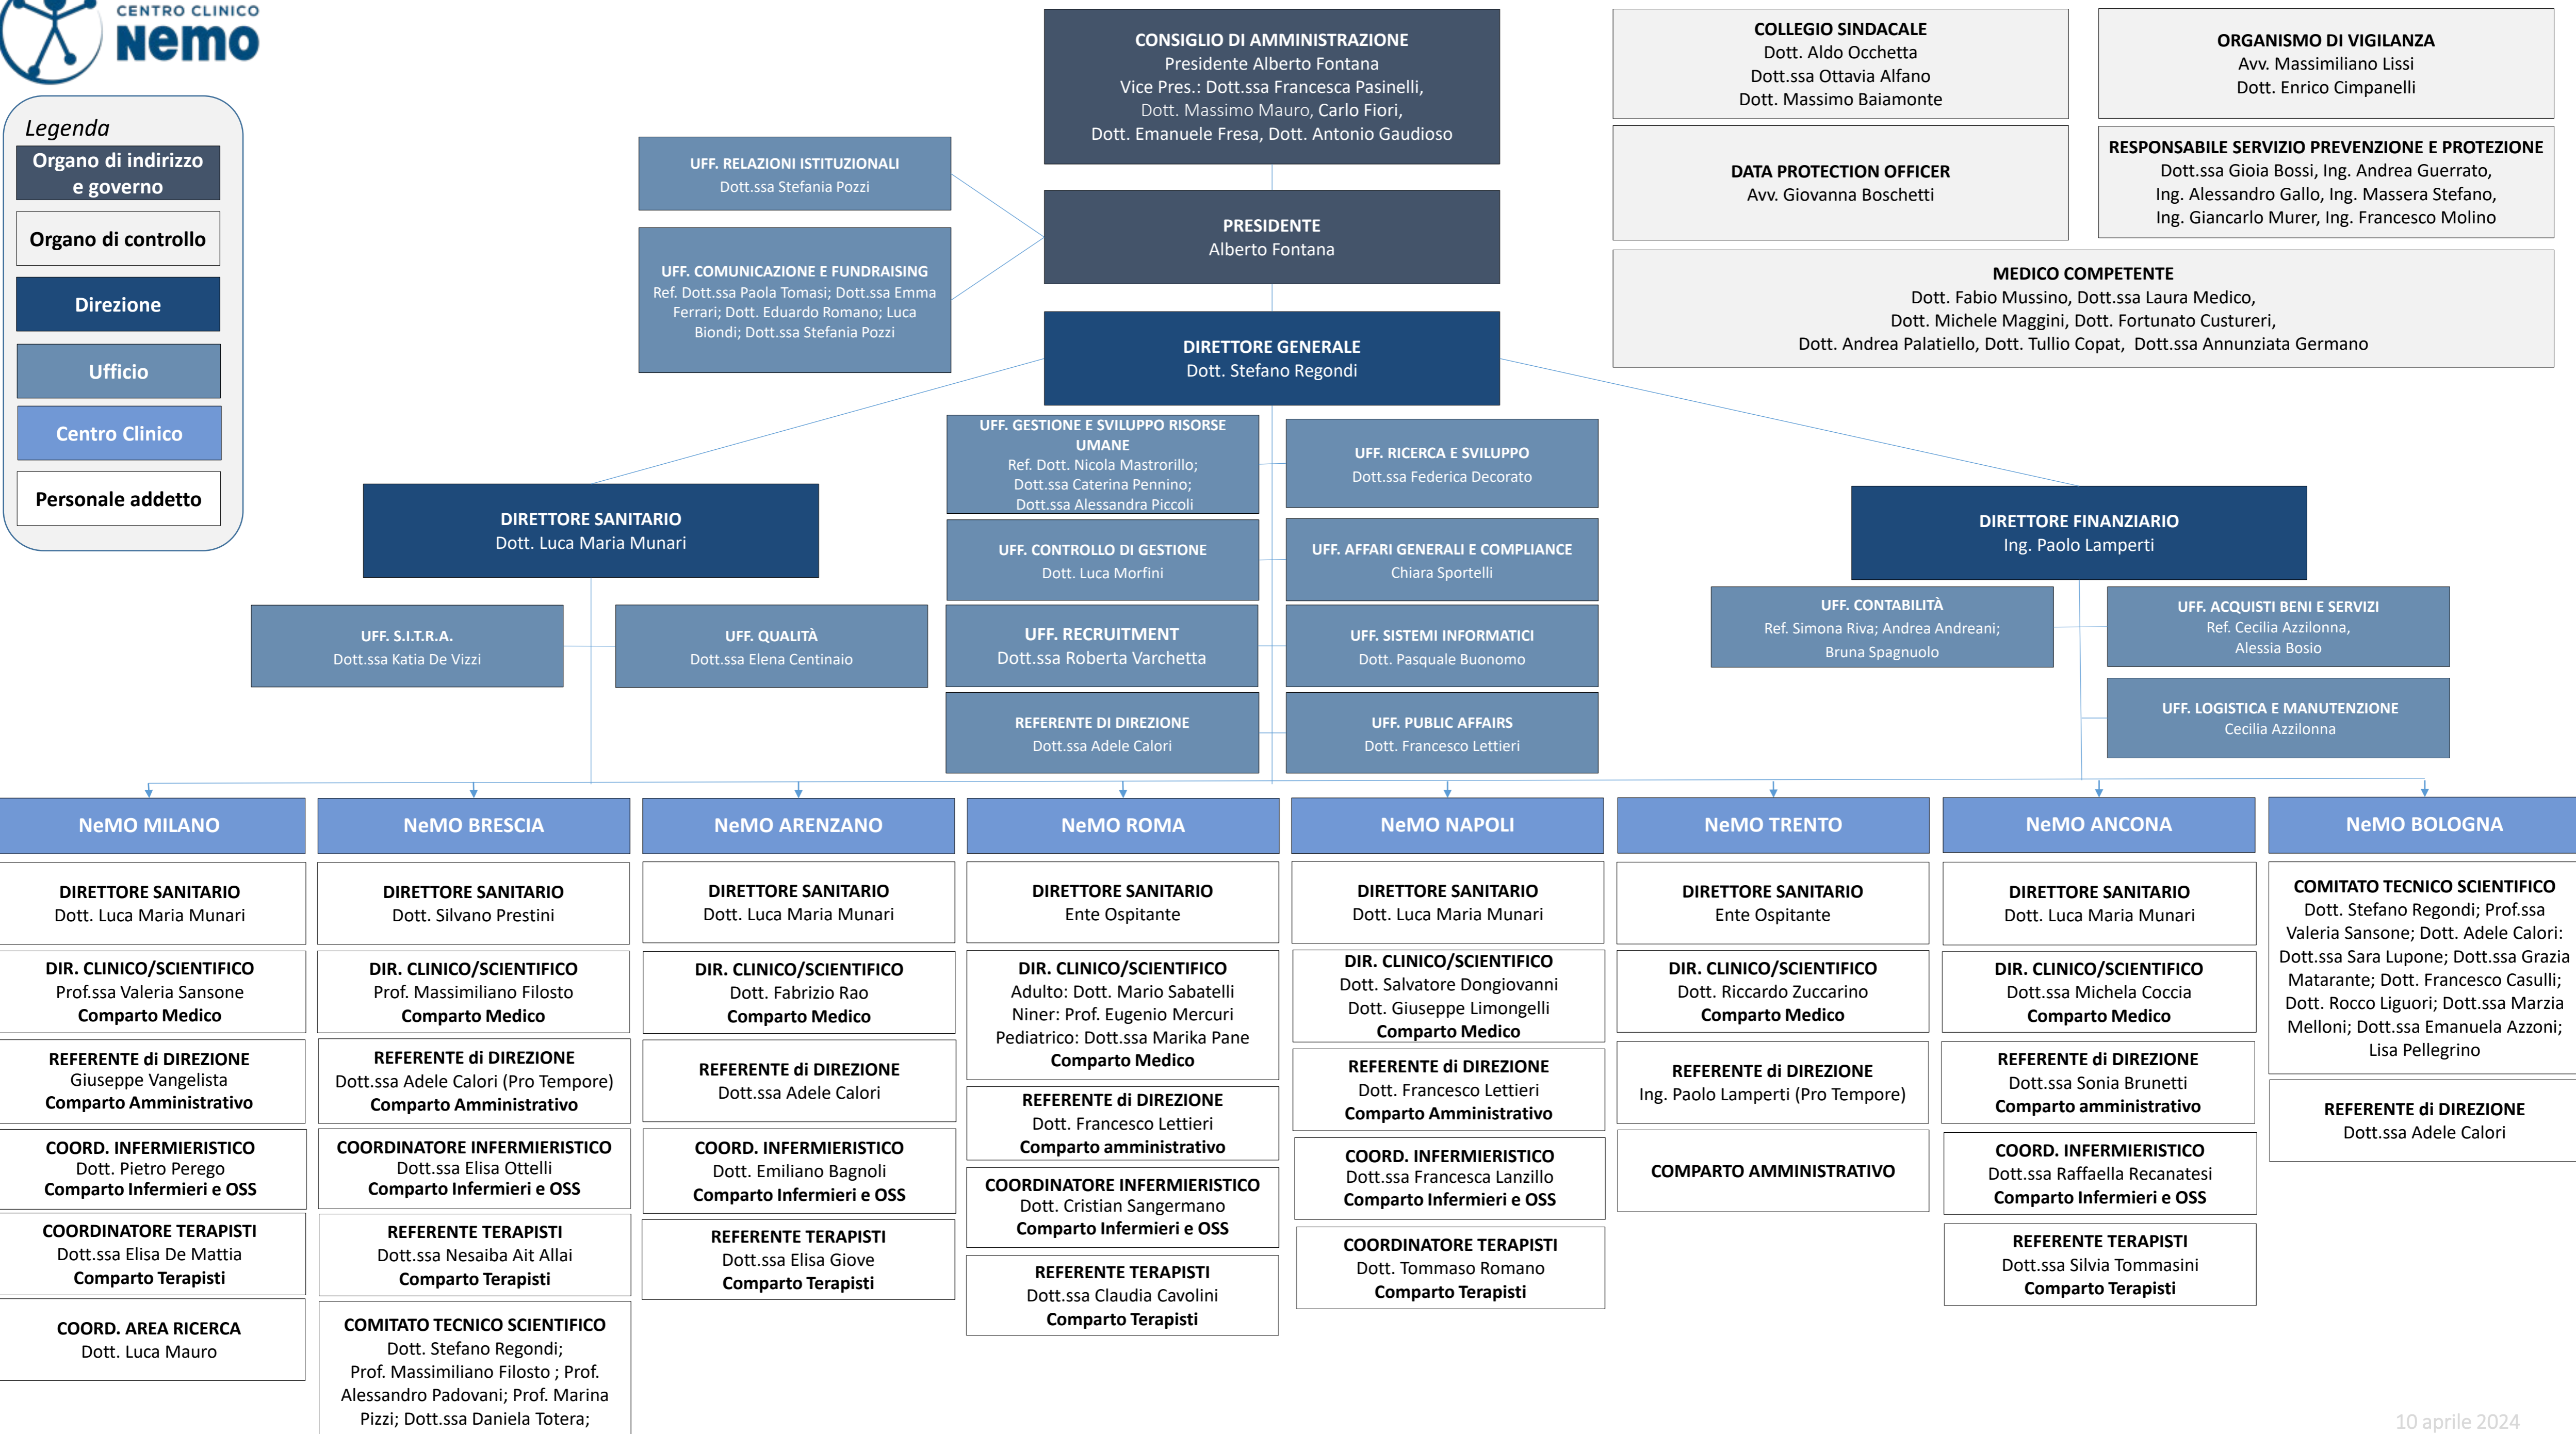 CENTRO CLINICO
Nemo
Legenda
Organo di indirizzo
e governo
Organo di controllo
Direzione
Ufficio
Centro Clinico
Personale addetto
CONSIGLIO DI AMMINISTRAZIONE
Presidente Alberto Fontana
Vice Pres.: Dott.ssa Francesca Pasinelli,
Dott. Massimo Mauro, Carlo Fiori,
Dott. Emanuele Fresa, Dott. Antonio Gaudioso
COLLEGIO SINDACALE
Dott. Aldo Occhetta
Dott.ssa Ottavia Alfano
Dott. Massimo Baiamonte
ORGANISMO DI VIGILANZA
Avv. Massimiliano Lissi
Dott. Enrico Cimpanelli
DATA PROTECTION OFFICER
Avv. Giovanna Boschetti
RESPONSABILE SERVIZIO PREVENZIONE E PROTEZIONE
Dott.ssa Gioia Bossi, Ing. Andrea Guerrato,
Ing. Alessandro Gallo, Ing. Massera Stefano,
Ing. Giancarlo Murer, Ing. Francesco Molino
MEDICO COMPETENTE
Dott. Fabio Mussino, Dott.ssa Laura Medico,
Dott. Michele Maggini, Dott. Fortunato Custureri,
Dott. Andrea Palatiello, Dott. Tullio Copat, Dott.ssa Annunziata Germano
UFF. RELAZIONI ISTITUZIONALI
Dott.ssa Stefania Pozzi
UFF. COMUNICAZIONE E FUNDRAISING
Ref. Dott.ssa Paola Tomasi; Dott.ssa Emma
Ferrari; Dott. Eduardo Romano; Luca
Biondi; Dott.ssa Stefania Pozzi
PRESIDENTE
Alberto Fontana
DIRETTORE GENERALE
Dott. Stefano Regondi
UFF. GESTIONE E SVILUPPO RISORSE
UMANE
Ref. Dott. Nicola Mastrorillo;
Dott.ssa Caterina Pennino;
Dott.ssa Alessandra Piccoli
UFF. RICERCA E SVILUPPO
Dott.ssa Federica Decorato
UFF. CONTROLLO DI GESTIONE
Dott. Luca Morfini
UFF. AFFARI GENERALI E COMPLIANCE
Chiara Sportelli
UFF. RECRUITMENT
Dott.ssa Roberta Varchetta
UFF. SISTEMI INFORMATICI
Dott. Pasquale Buonomo
REFERENTE DI DIREZIONE
Dott.ssa Adele Calori
UFF. PUBLIC AFFAIRS
Dott. Francesco Lettieri
DIRETTORE SANITARIO
Dott. Luca Maria Munari
UFF. S.I.T.R.A.
Dott.ssa Katia De Vizzi
UFF. QUALITÀ
Dott.ssa Elena Centinaio
DIRETTORE FINANZIARIO
Ing. Paolo Lamperti
UFF. CONTABILITÀ
Ref. Simona Riva; Andrea Andreani;
Bruna Spagnuolo
UFF. ACQUISTI BENI E SERVIZI
Ref. Cecilia Azzilonna,
Alessia Bosio
UFF. LOGISTICA E MANUTENZIONE
Cecilia Azzilonna
NeMO MILANO
DIRETTORE SANITARIO
Dott. Luca Maria Munari
DIR. CLINICO/SCIENTIFICO
Prof.ssa Valeria Sansone
Comparto Medico
REFERENTE di DIREZIONE
Giuseppe Vangelista
Comparto Amministrativo
COORD. INFERMIERISTICO
Dott. Pietro Perego
Comparto Infermieri e OSS
COORDINATORE TERAPISTI
Dott.ssa Elisa De Mattia
Comparto Terapisti
COORD. AREA RICERCA
Dott. Luca Mauro
NeMO BRESCIA
DIRETTORE SANITARIO
Dott. Silvano Prestini
DIR. CLINICO/SCIENTIFICO
Prof. Massimiliano Filosto
Comparto Medico
REFERENTE di DIREZIONE
Dott.ssa Adele Calori (Pro Tempore)
Comparto Amministrativo
COORDINATORE INFERMIERISTICO
Dott.ssa Elisa Ottelli
Comparto Infermieri e OSS
REFERENTE TERAPISTI
Dott.ssa Nesaiba Ait Allai
Comparto Terapisti
COMITATO TECNICO SCIENTIFICO
Dott. Stefano Regondi;
Prof. Massimiliano Filosto ; Prof.
Alessandro Padovani; Prof. Marina
Pizzi; Dott.ssa Daniela Totera;
NeMO ARENZANO
DIRETTORE SANITARIO
Dott. Luca Maria Munari
DIR. CLINICO/SCIENTIFICO
Dott. Fabrizio Rao
Comparto Medico
REFERENTE di DIREZIONE
Dott.ssa Adele Calori
COORD. INFERMIERISTICO
Dott. Emiliano Bagnoli
Comparto Infermieri e OSS
REFERENTE TERAPISTI
Dott.ssa Elisa Giove
Comparto Terapisti
NeMO ROMA
DIRETTORE SANITARIO
Ente Ospitante
DIR. CLINICO/SCIENTIFICO
Adulto: Dott. Mario Sabatelli
Niner: Prof. Eugenio Mercuri
Pediatrico: Dott.ssa Marika Pane
Comparto Medico
REFERENTE di DIREZIONE
Dott. Francesco Lettieri
Comparto amministrativo
COORDINATORE INFERMIERISTICO
Dott. Cristian Sangermano
Comparto Infermieri e OSS
REFERENTE TERAPISTI
Dott.ssa Claudia Cavolini
Comparto Terapisti
NeMO NAPOLI
DIRETTORE SANITARIO
Dott. Luca Maria Munari
DIR. CLINICO/SCIENTIFICO
Dott. Salvatore Dongiovanni
Dott. Giuseppe Limongelli
Comparto Medico
REFERENTE di DIREZIONE
Dott. Francesco Lettieri
Comparto Amministrativo
COORD. INFERMIERISTICO
Dott.ssa Francesca Lanzillo
Comparto Infermieri e OSS
COORDINATORE TERAPISTI
Dott. Tommaso Romano
Comparto Terapisti
NeMO TRENTO
DIRETTORE SANITARIO
Ente Ospitante
DIR. CLINICO/SCIENTIFICO
Dott. Riccardo Zuccarino
Comparto Medico
REFERENTE di DIREZIONE
Ing. Paolo Lamperti (Pro Tempore)
COMPARTO AMMINISTRATIVO
NeMO ANCONA
DIRETTORE SANITARIO
Dott. Luca Maria Munari
DIR. CLINICO/SCIENTIFICO
Dott.ssa Michela Coccia
Comparto Medico
REFERENTE di DIREZIONE
Dott.ssa Sonia Brunetti
Comparto amministrativo
COORD. INFERMIERISTICO
Dott.ssa Raffaella Recanatesi
Comparto Infermieri e OSS
REFERENTE TERAPISTI
Dott.ssa Silvia Tommasini
Comparto Terapisti
NeMO BOLOGNA
COMITATO TECNICO SCIENTIFICO
Dott. Stefano Regondi; Prof.ssa
Valeria Sansone; Dott. Adele Calori:
Dott.ssa Sara Lupone; Dott.ssa Grazia
Matarante; Dott. Francesco Casulli;
Dott. Rocco Liguori; Dott.ssa Marzia
Melloni; Dott.ssa Emanuela Azzoni;
Lisa Pellegrino
REFERENTE di DIREZIONE
Dott.ssa Adele Calori
10 aprile 2024